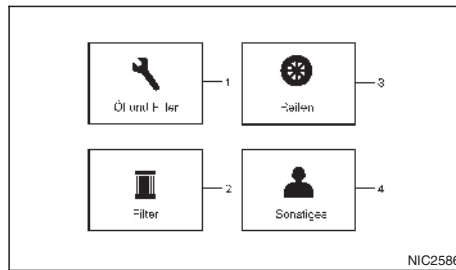 Öl und Filter
1
Reifen
3
Filter
2
Sonstiges
4
NIC2586